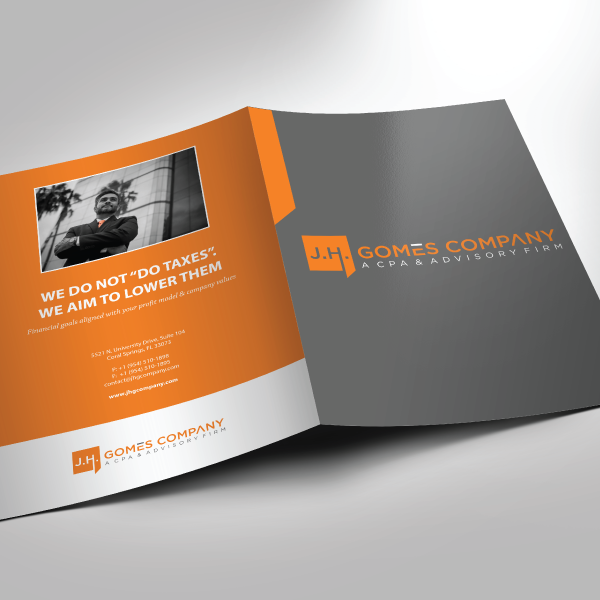 WE DO NOT “DO TAXES”.
WE AIM TO LOWER THEM
Financial goals aligned with your profit model & company values
5521 N. University Drive, Suite 104
Coral Springs, FL 33073
P: +1 (954) 510-1898
F: +1 (954) 510-1895
contact@jhgcompany.com
www.jhgcompany.com
J.H. GOMES COMPANY
A CPA & ADVISORY FIRM
J.H. GOMES COMPANY
A CPA & ADVISORY FIRM